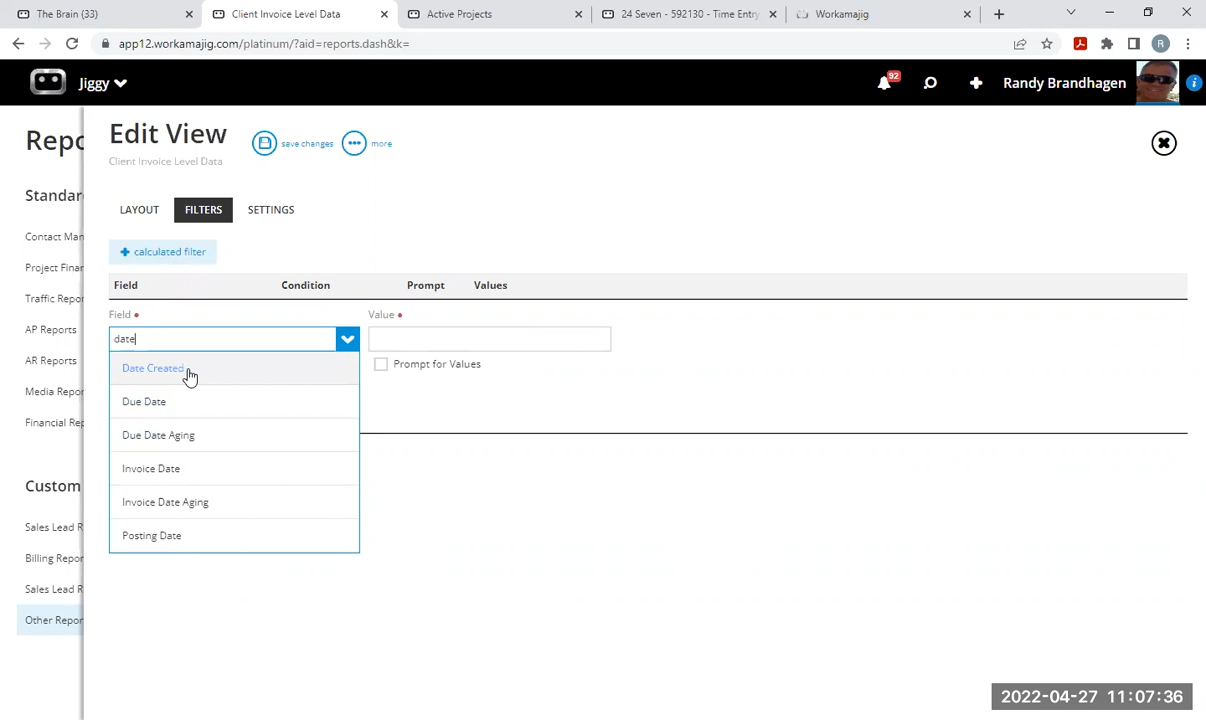 The Brain (33)
Client Invoice Level Data
Active Projects
24 Seven - 592130 - Time Entry
Workamajig
app12.workamajig.com/platinum/?aid=reports.dash&k=
Jiggy
92
Randy Brandhagen
Repo
Edit View
save changes
more
Client Invoice Level Data
Standar
LAYOUT
FILTERS
SETTINGS
Contact Man
calculated filter
Project Finan
Field
Condition
Prompt
Values
Traffic Repor
Field
Value
AP Reports
date
AR Reports
Date Created
Prompt for Values
Media Repor
Due Date
Financial Rep
Due Date Aging
Invoice Date
Custom
Invoice Date Aging
Sales Lead R
Posting Date
Billing Repor
Sales Lead R
Other Repor
2022-04-27 11:07:36